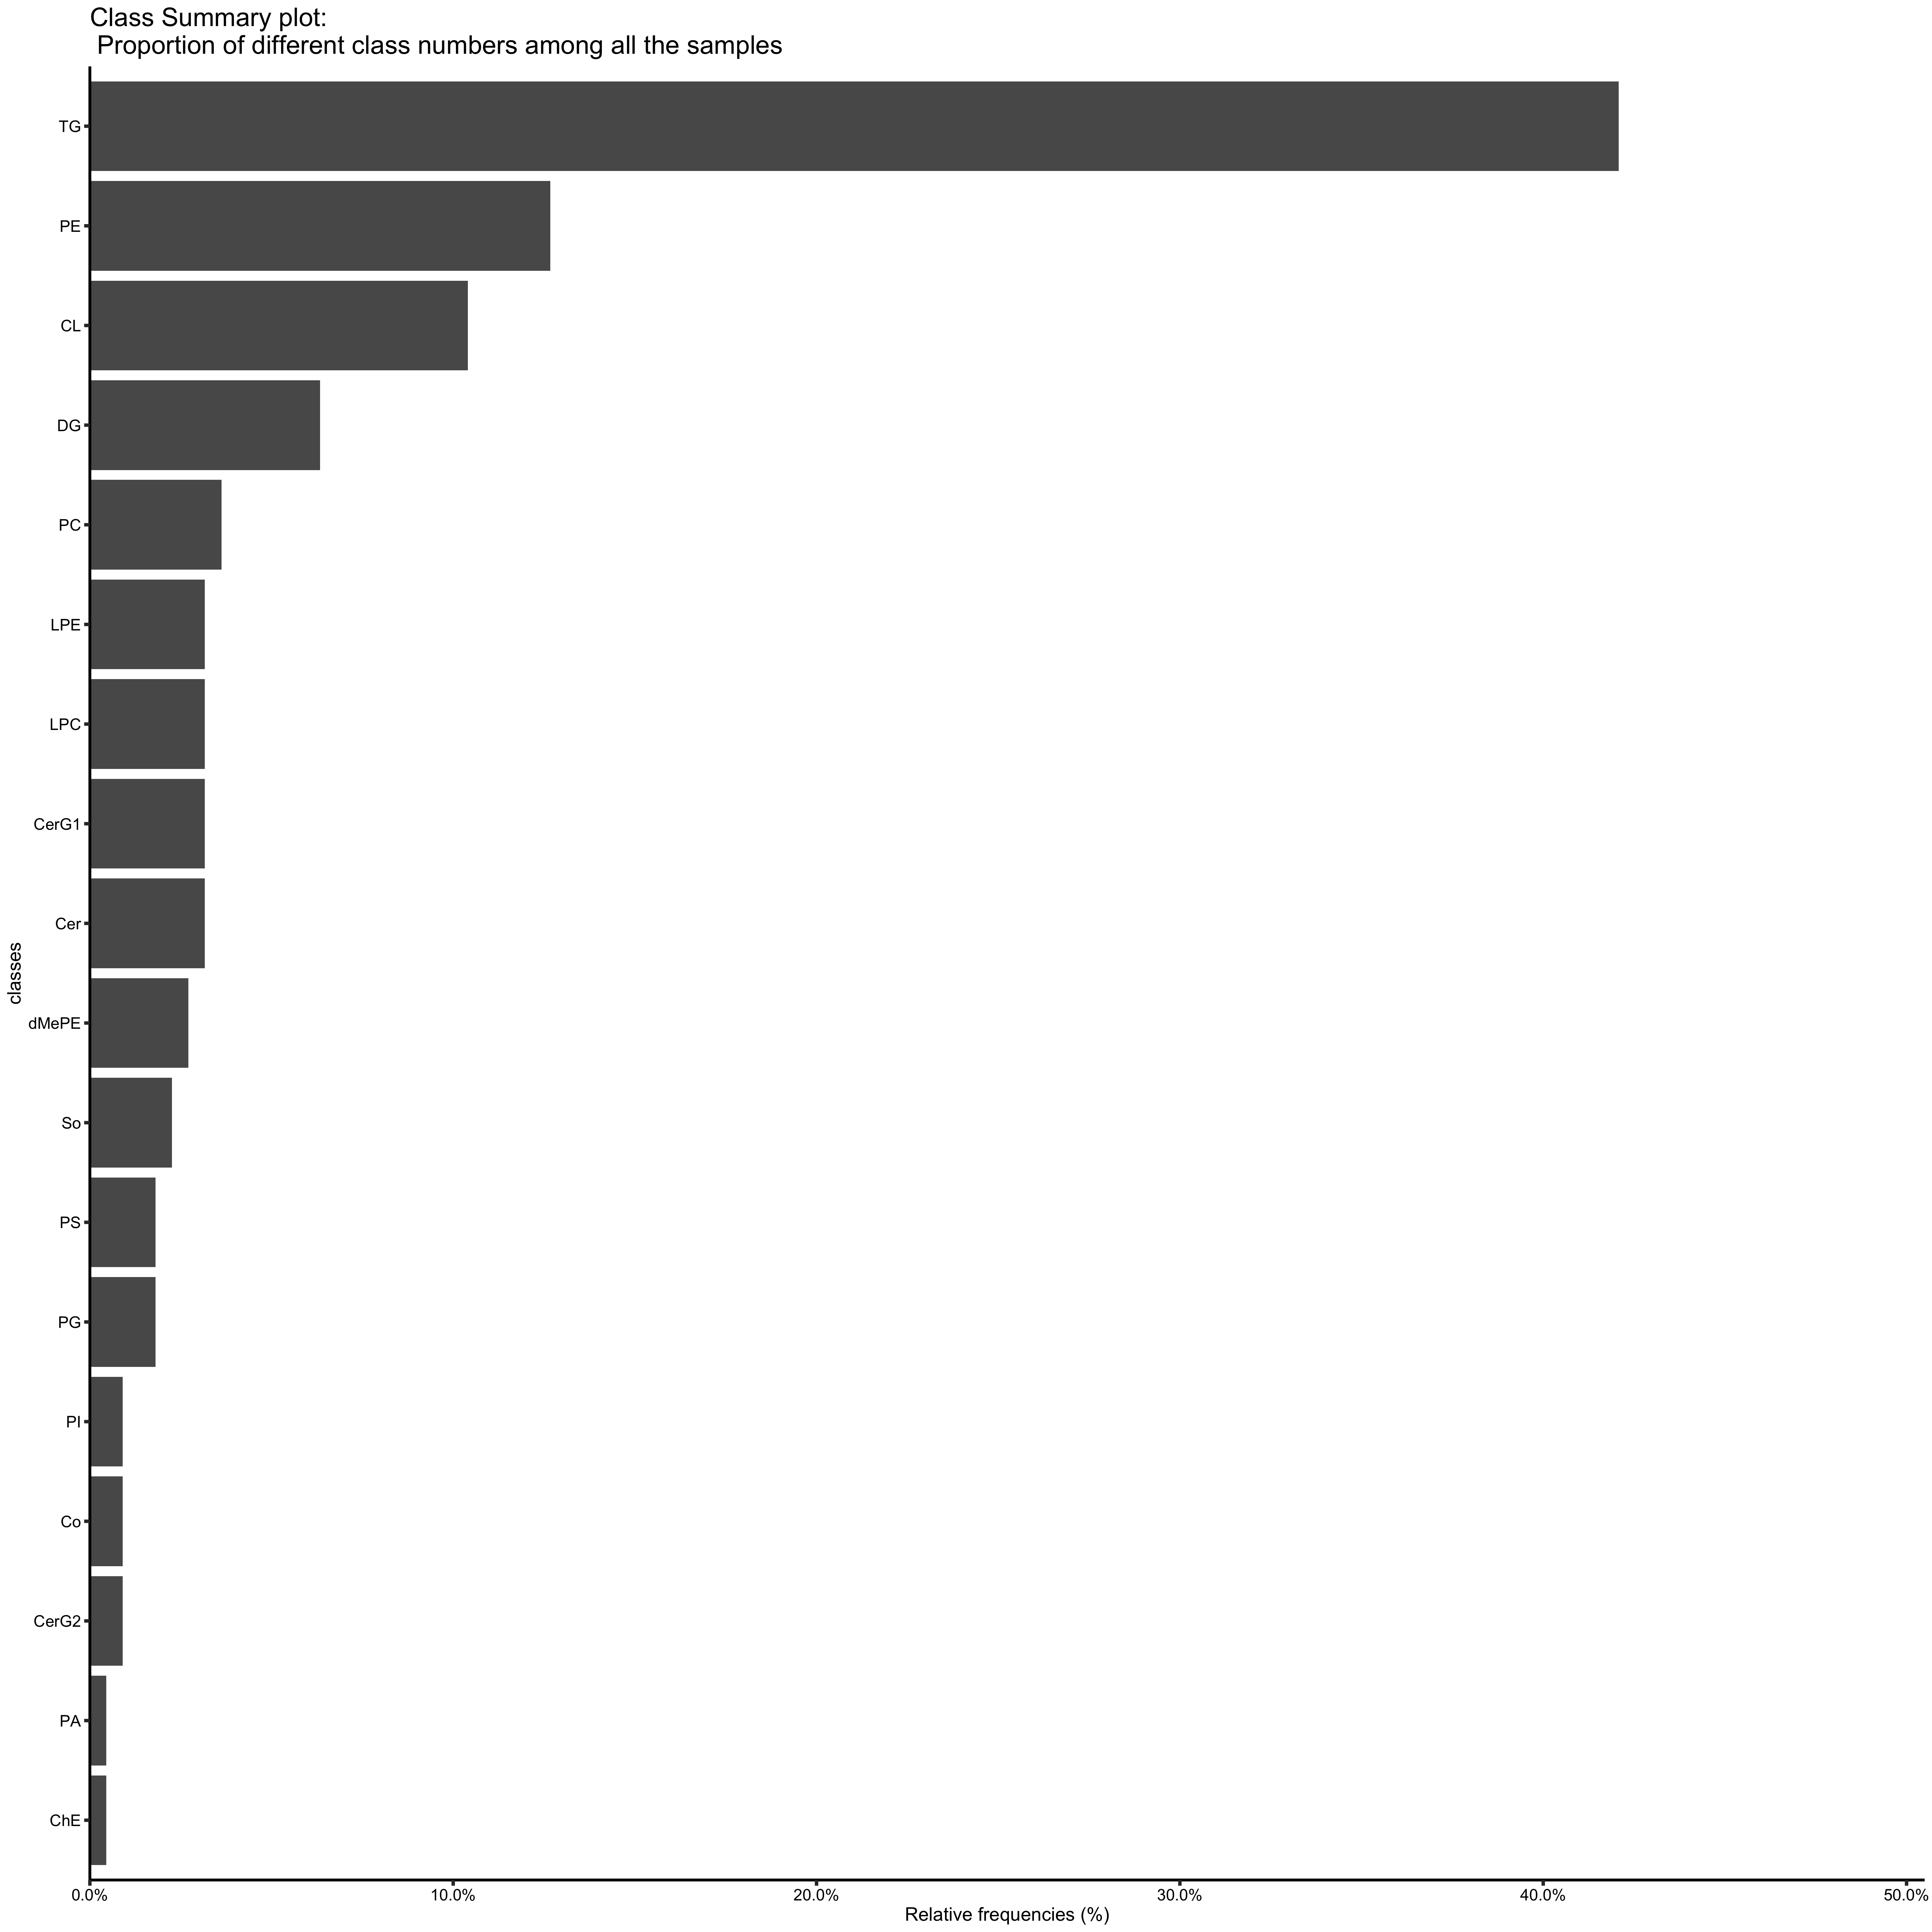 Class Summary plot:
Proportion of different class numbers among all the samples
TG
PE
CL
DG
PC
LPE
LPC
CerG1
Cer
classes
dMePE
So
PS
PG
PI
Co
CerG2
PA
ChE
0.0% 10.0% 20.0% 30.0% 40.0% 50.0%
Relative frequencies (%)